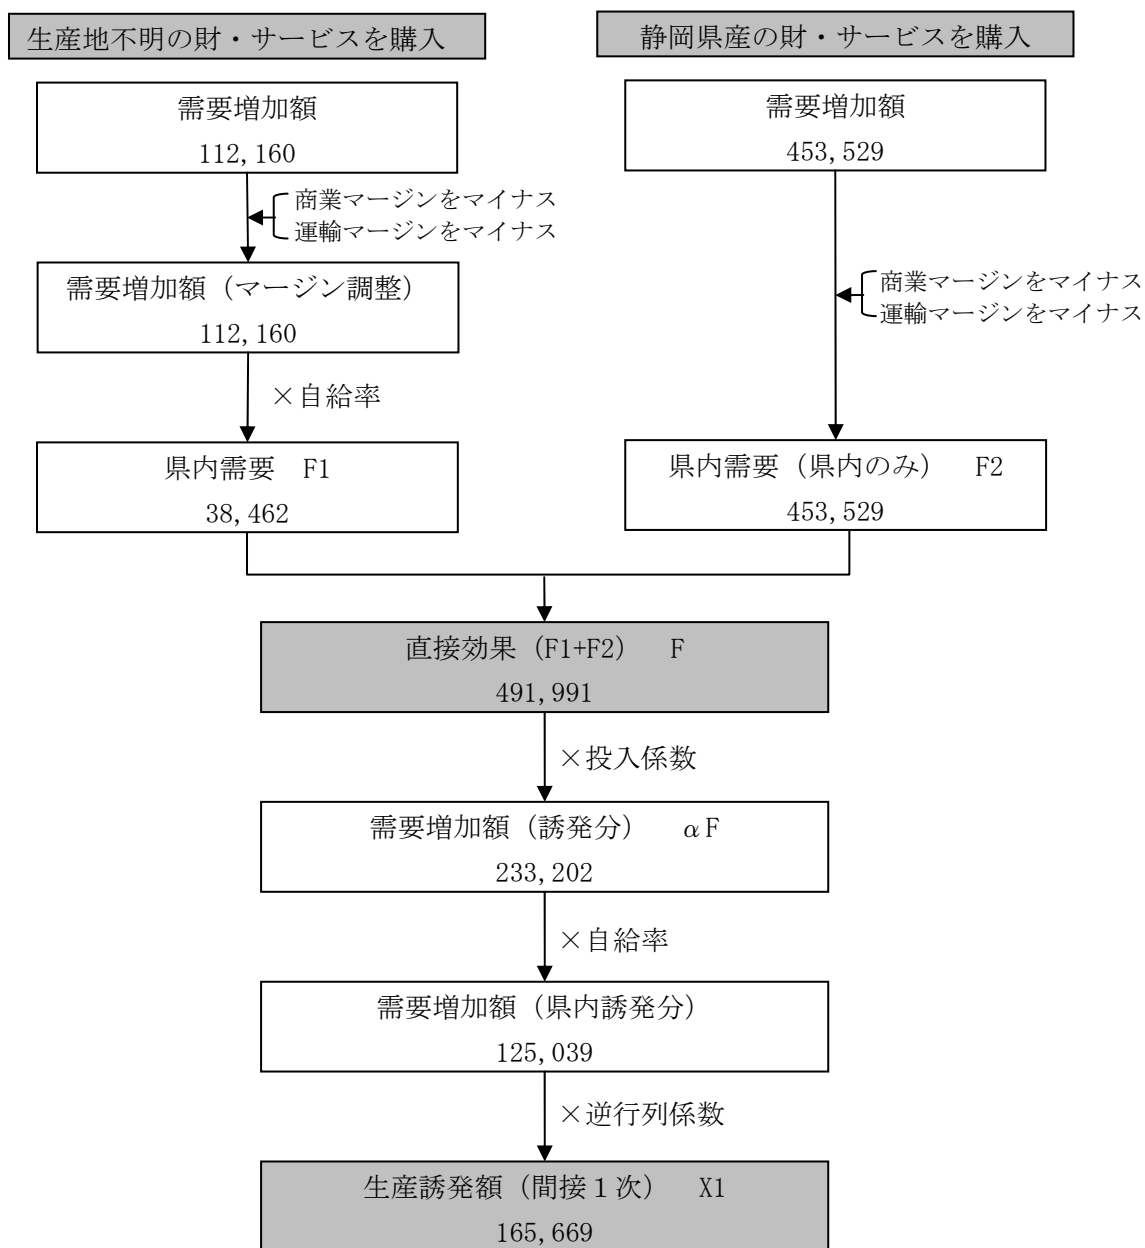 生産地不明の財・サービスを購入
静岡県産の財・サービスを購入
需要増加額
112,160
需要増加額
453,529
商業マージンをマイナス
運輸マージンをマイナス
需要増加額（マージン調整）
112,160
商業マージンをマイナス
運輸マージンをマイナス
×自給率
県内需要　F1
38,462
県内需要（県内のみ）　F2
453,529
直接効果（F1+F2）　F
491,991
×投入係数
需要増加額（誘発分）　αF
233,202
×自給率
需要増加額（県内誘発分）
125,039
×逆行列係数
生産誘発額（間接１次）　X1
165,669